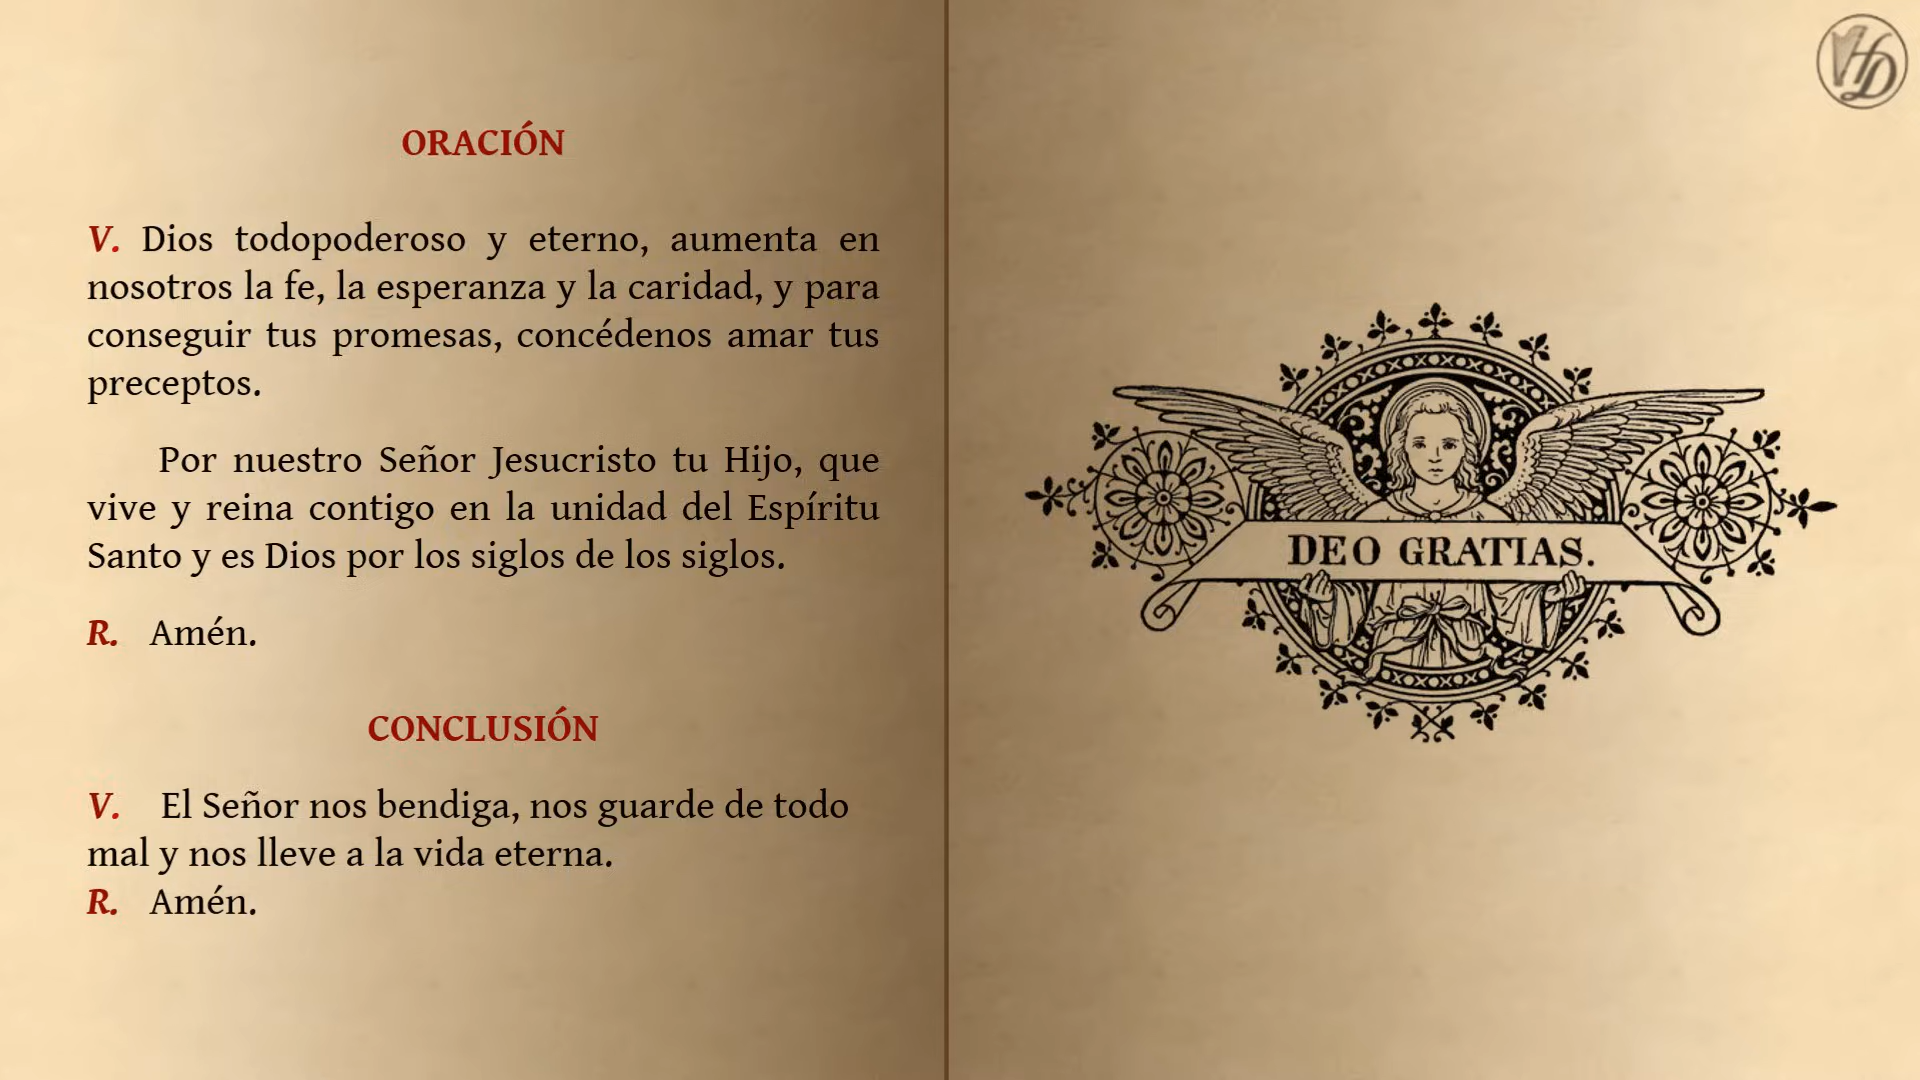 ORACIÓN
V. Dios todopoderoso y eterno, aumenta en
nosotros la fe, la esperanza y la caridad, y para
conseguir tus promesas, concédenos amar tus
preceptos.
Por nuestro Señor Jesucristo tu Hijo, que
vive y reina contigo en la unidad del Espíritu
Santo y es Dios por los siglos de los siglos.
R. Amén.
CONCLUSIÓN
V. El Señor nos bendiga, nos guarde de todo
mal y nos lleve a la vida eterna.
R. Amén.
DEO GRATIAS.
HD